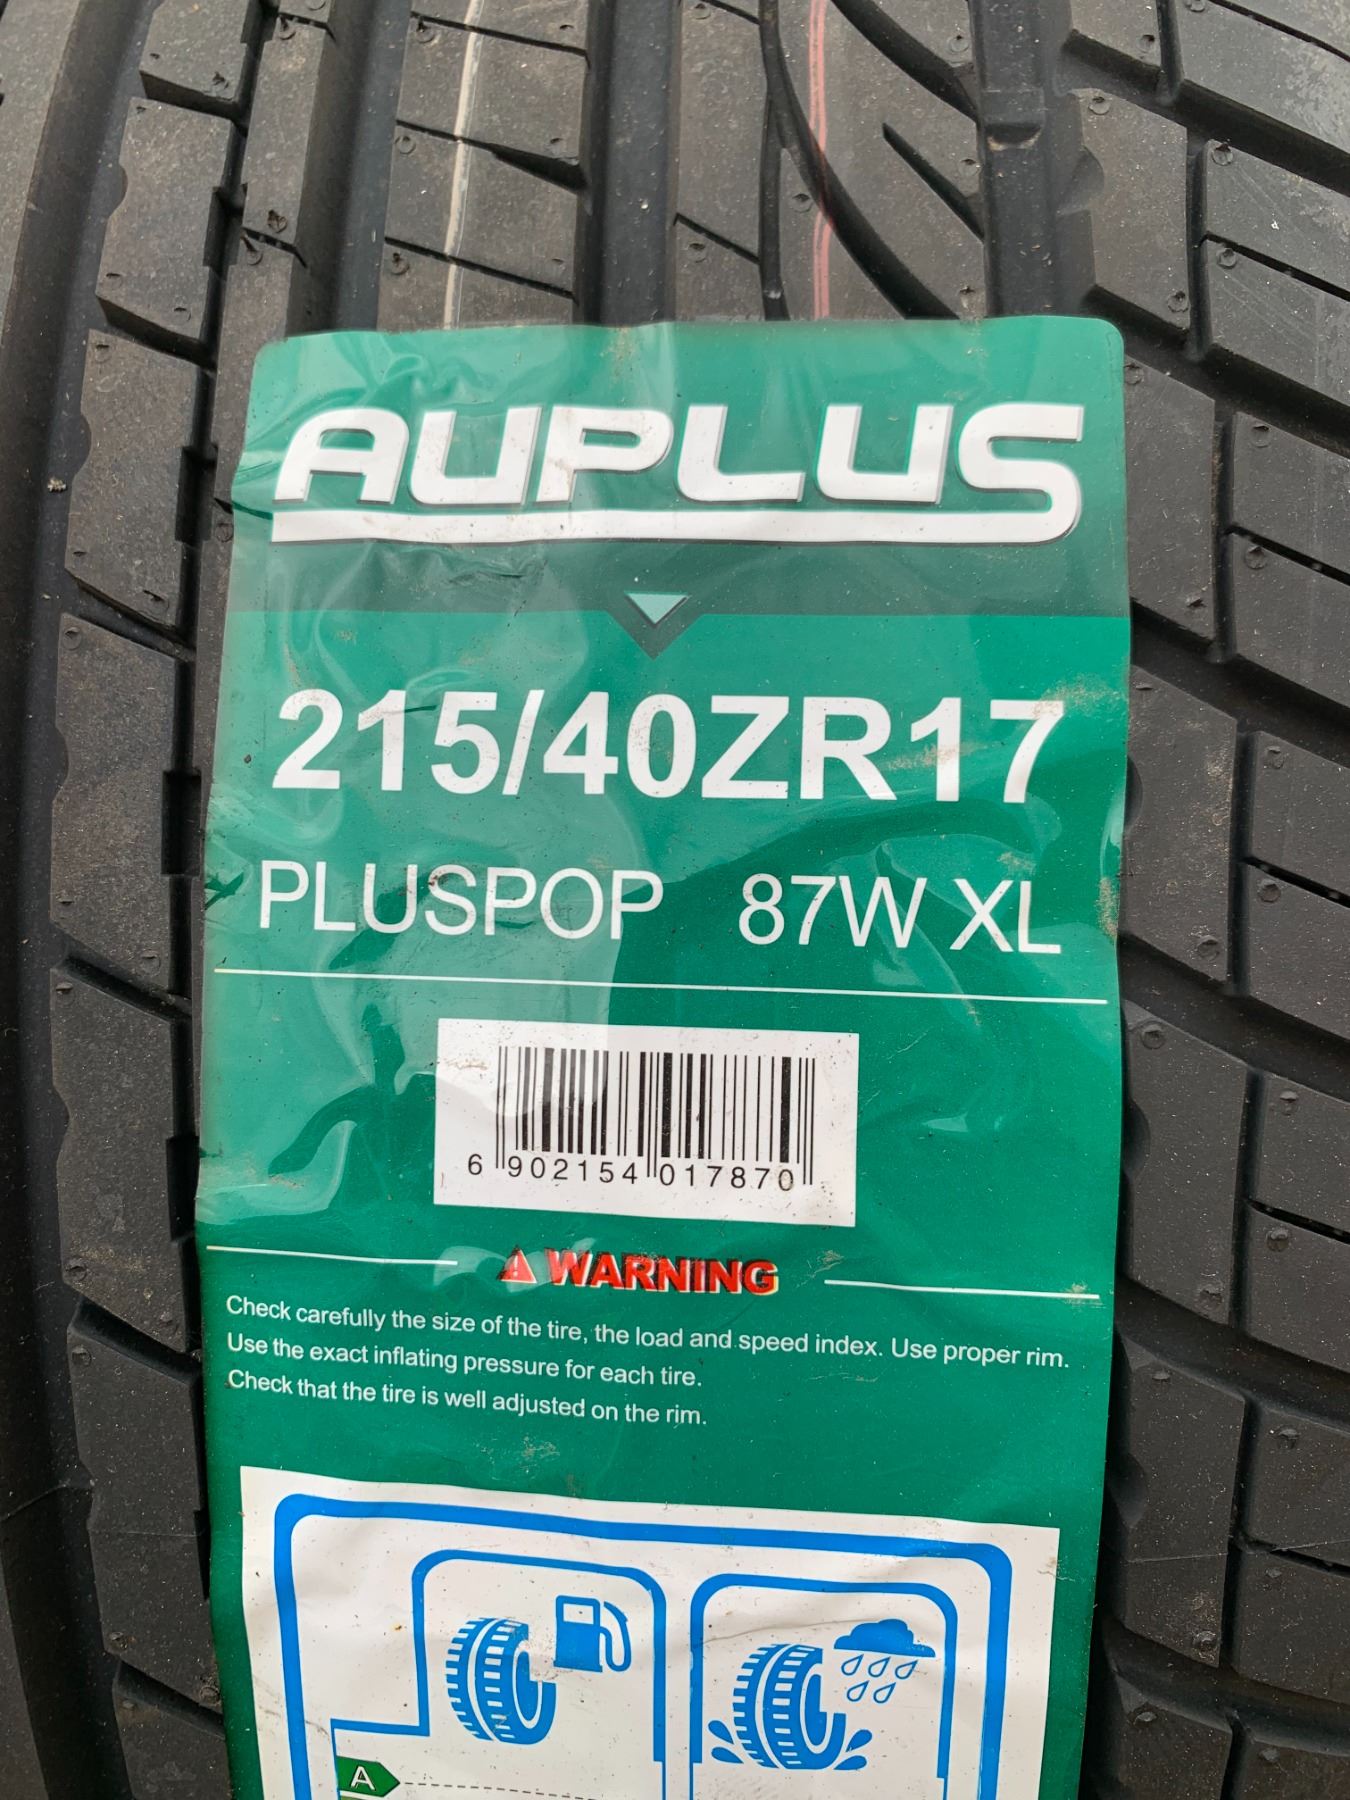 AUPLUS
215/40ZR17
PLUSPOP 87W XL
6 902154 017870
WARNING
Check carefully the size of the tire, the load and speed index. Use proper rim.
Use the exact inflating pressure for each tire.
Check that the tire is well adjusted on the rim.
A